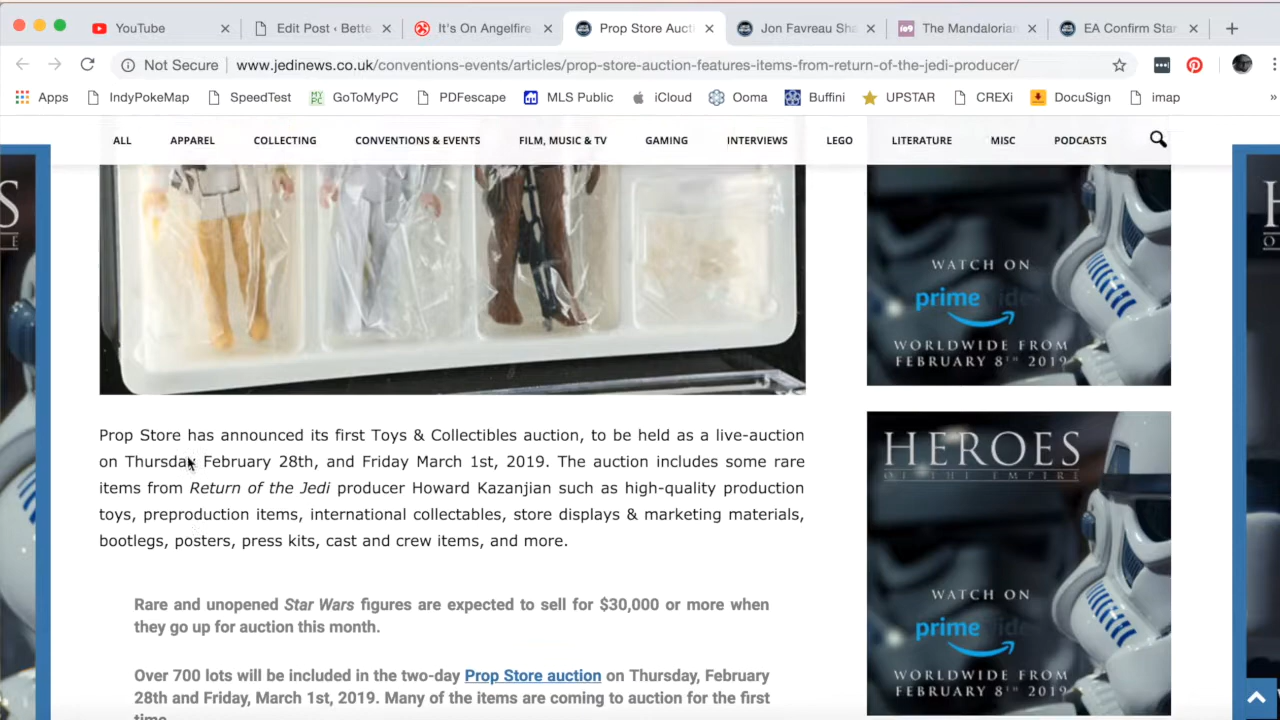 YouTube
Edit Post ‹ Bette
It's On Angelfire
Prop Store Aucti
Jon Favreau Sha
The Mandalorian
EA Confirm Star
Not Secure
www.jedinews.co.uk/conventions-events/articles/prop-store-auction-features-items-from-return-of-the-jedi-producer/
Apps
IndyPokeMap
SpeedTest
GoToMyPC
PDFescape
MLS Public
iCloud
Ooma
Buffini
UPSTAR
CREXi
DocuSign
imap
»
ALL
APPAREL
COLLECTING
CONVENTIONS & EVENTS
FILM, MUSIC & TV
GAMING
INTERVIEWS
LEGO
LITERATURE
MISC
PODCASTS
WATCH ON
prime video
WORLDWIDE FROM
FEBRUARY 8TH 2019
Prop Store has announced its first Toys & Collectibles auction, to be held as a live-auction
on Thursday February 28th, and Friday March 1st, 2019. The auction includes some rare
items from Return of the Jedi producer Howard Kazanjian such as high-quality production
toys, preproduction items, international collectables, store displays & marketing materials,
bootlegs, posters, press kits, cast and crew items, and more.
Rare and unopened Star Wars figures are expected to sell for $30,000 or more when
they go up for auction this month.
Over 700 lots will be included in the two-day Prop Store auction on Thursday, February
28th and Friday, March 1st, 2019. Many of the items are coming to auction for the first
time.
HEROES
OF THE EMPIRE
WATCH ON
prime video
WORLDWIDE FROM
FEBRUARY 8TH 2019